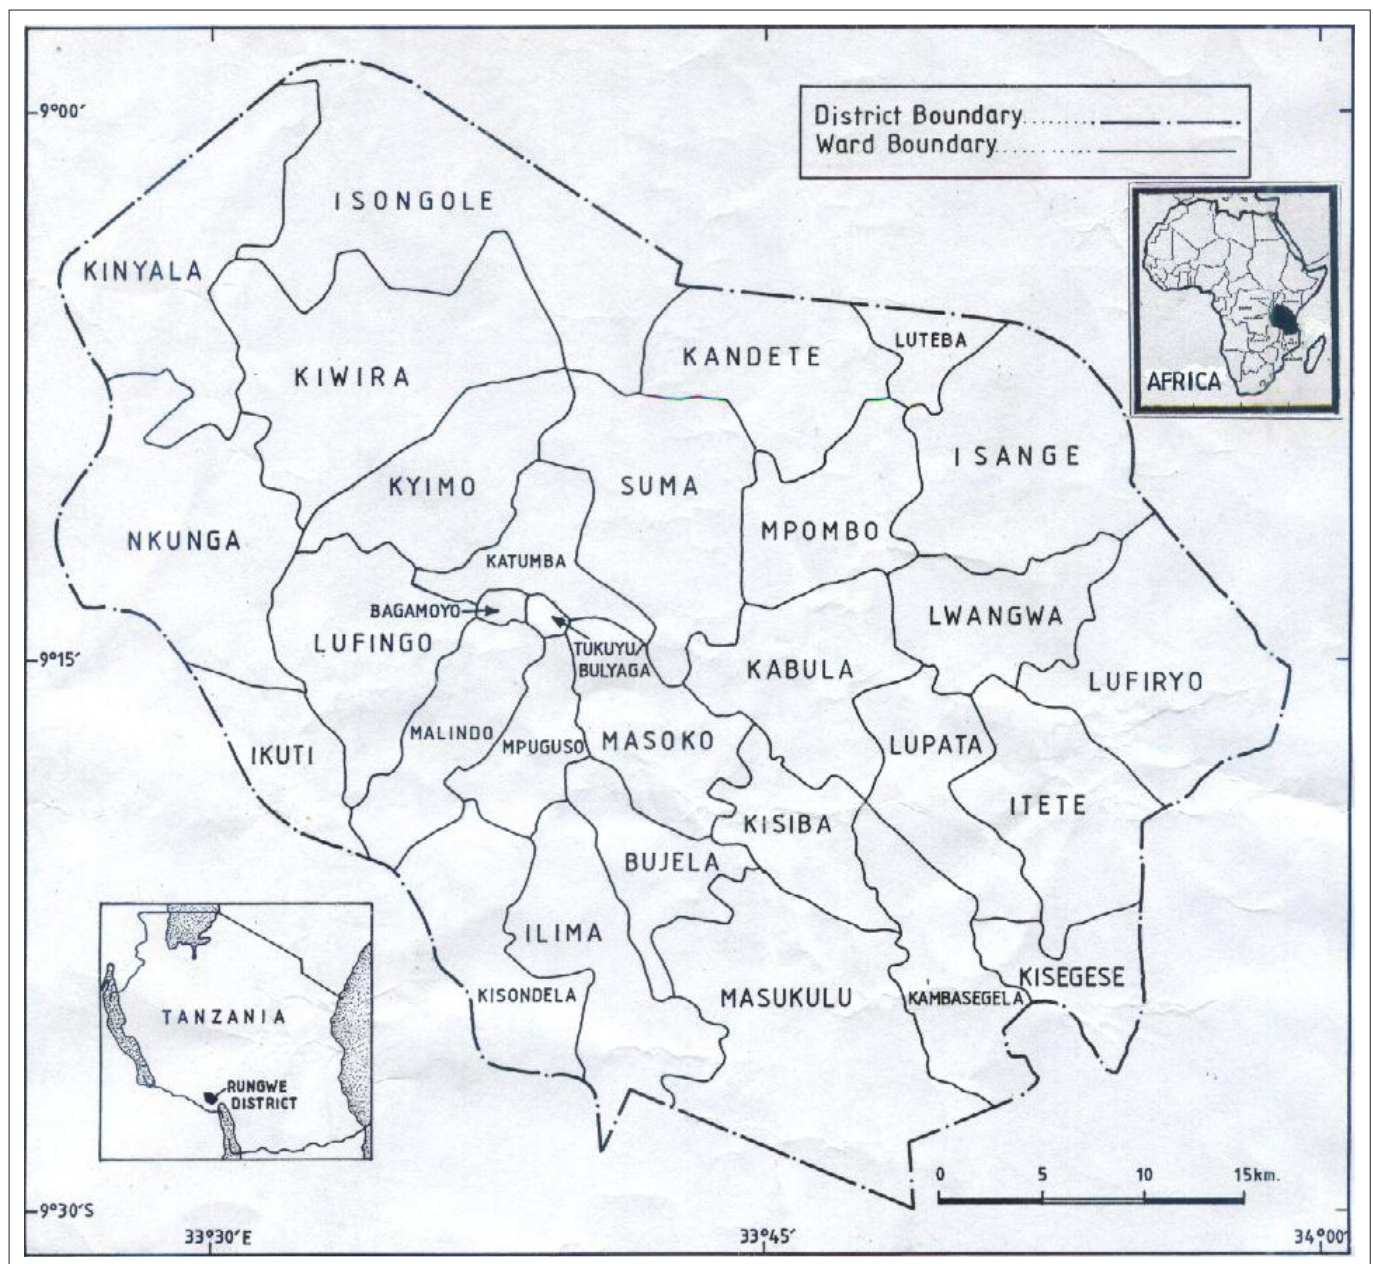 9°00′
District Boundary
Ward Boundary
ISONGOLE
KINYALA
AFRICA
LUTEBA
KANDETE
KIWIRA
ISANGE
KYIMO
SUMA
MPOMBO
NKUNGA
KATUMBA
BAGAMOYO
LWANGWA
LUFINGO
TUKUYU/
BULYAGA
9°15′
KABULA
LUFIRYO
MALINDO
MPUGUSO
MASOKO
LUPATA
IKUTI
ITETE
KISIBA
BUJELA
ILIMA
KISEGESE
KISONDELA
MASUKULU
KAMBASEGELA
TANZANIA
RUNGWE
DISTRICT
0 5 10 15km.
9°30′S
33°30′E 33°45′ 34°00′